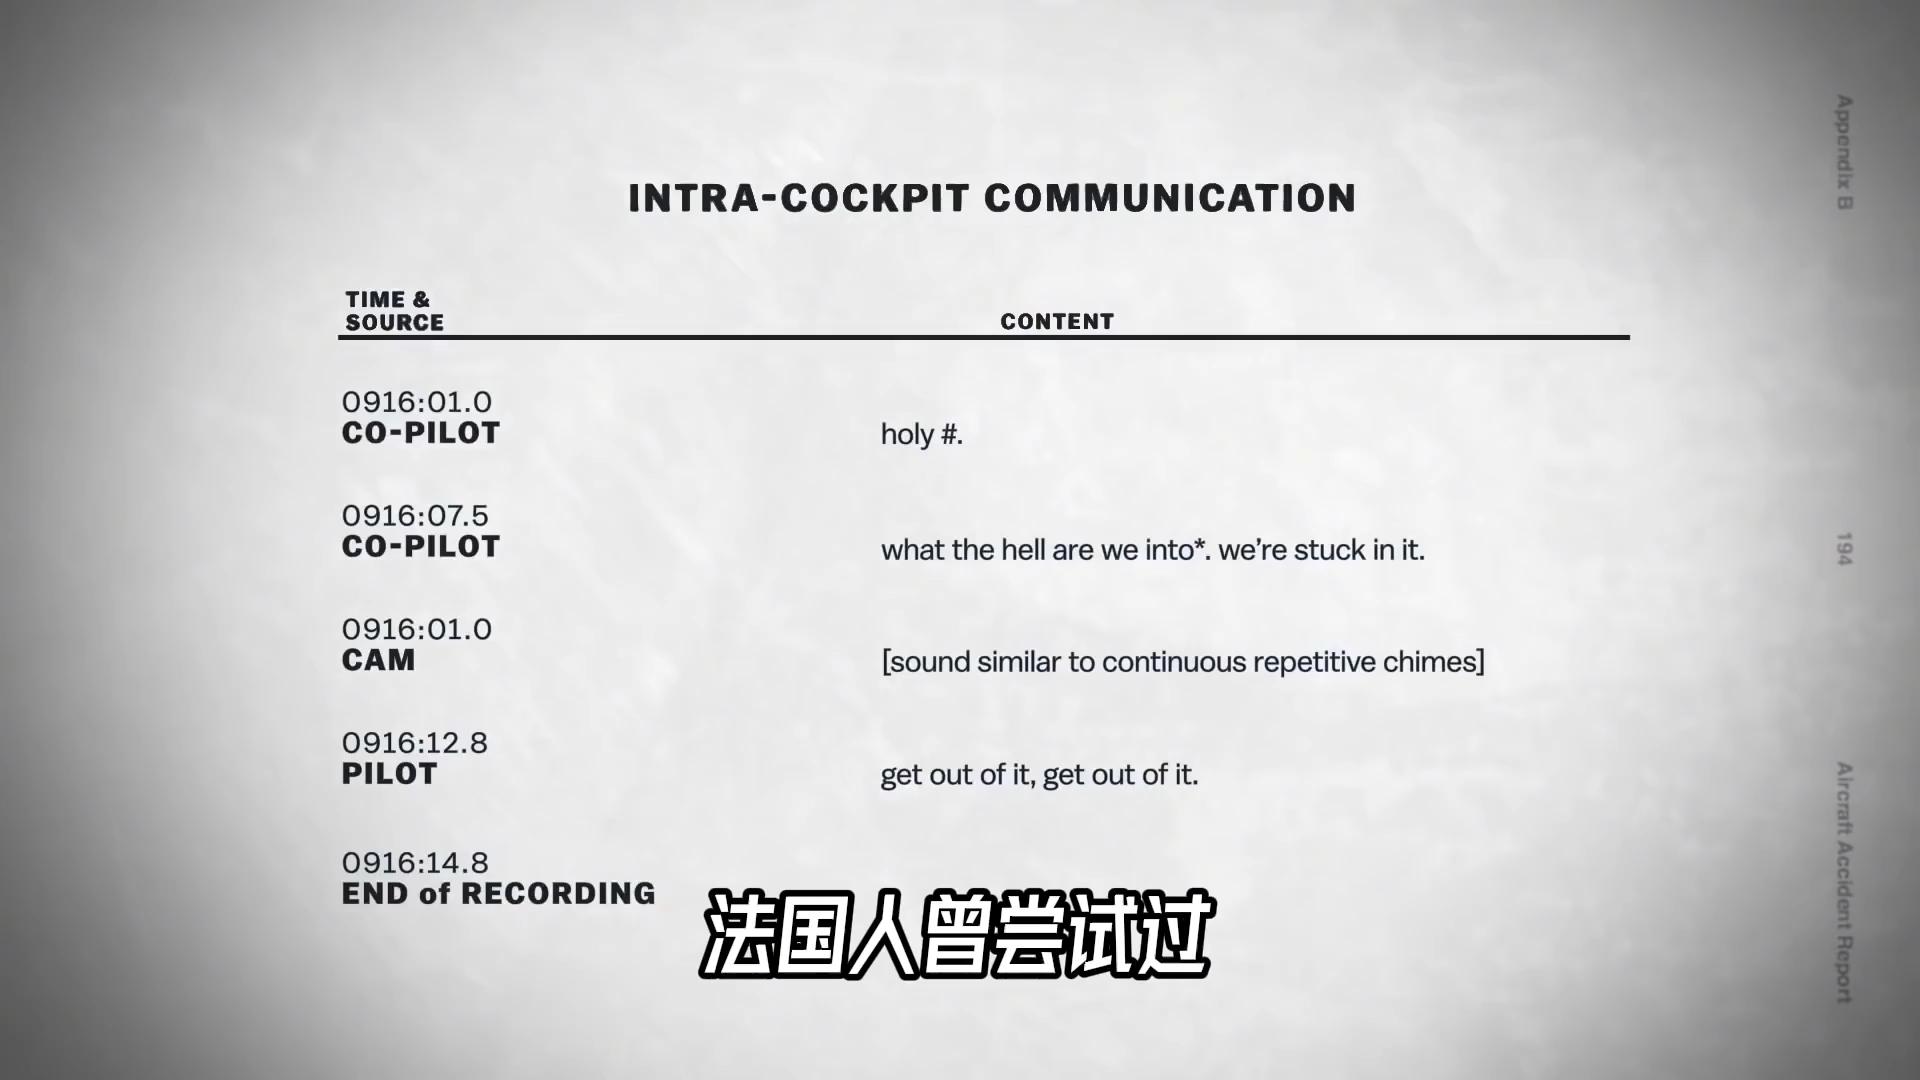 INTRA-COCKPIT COMMUNICATION
TIME &
SOURCE
CONTENT
0916:01.0
CO-PILOT
holy #.
0916:07.5
CO-PILOT
what the hell are we into*. we’re stuck in it.
0916:01.0
CAM
[sound similar to continuous repetitive chimes]
0916:12.8
PILOT
get out of it, get out of it.
0916:14.8
END of RECORDING
法国人曾尝试过
Appendix B
194
Aircraft Accident Report